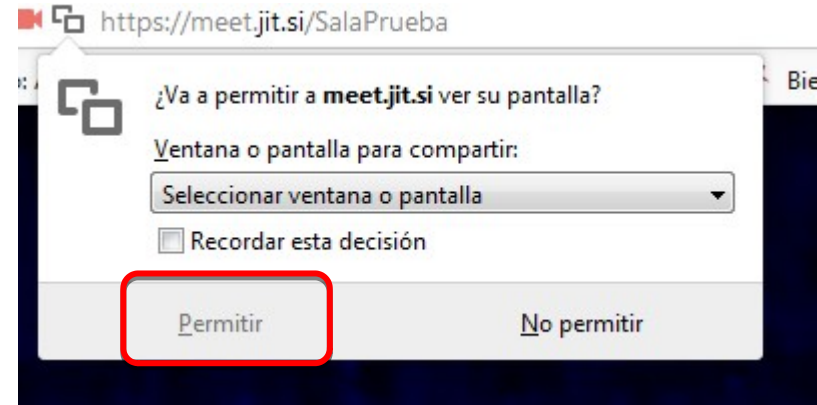 https://meet.jit.si/SalaPrueba
Bie
¿Va a permitir a meet.jit.si ver su pantalla?
Ventana o pantalla para compartir:
Seleccionar ventana o pantalla
Recordar esta decisión
Permitir No permitir